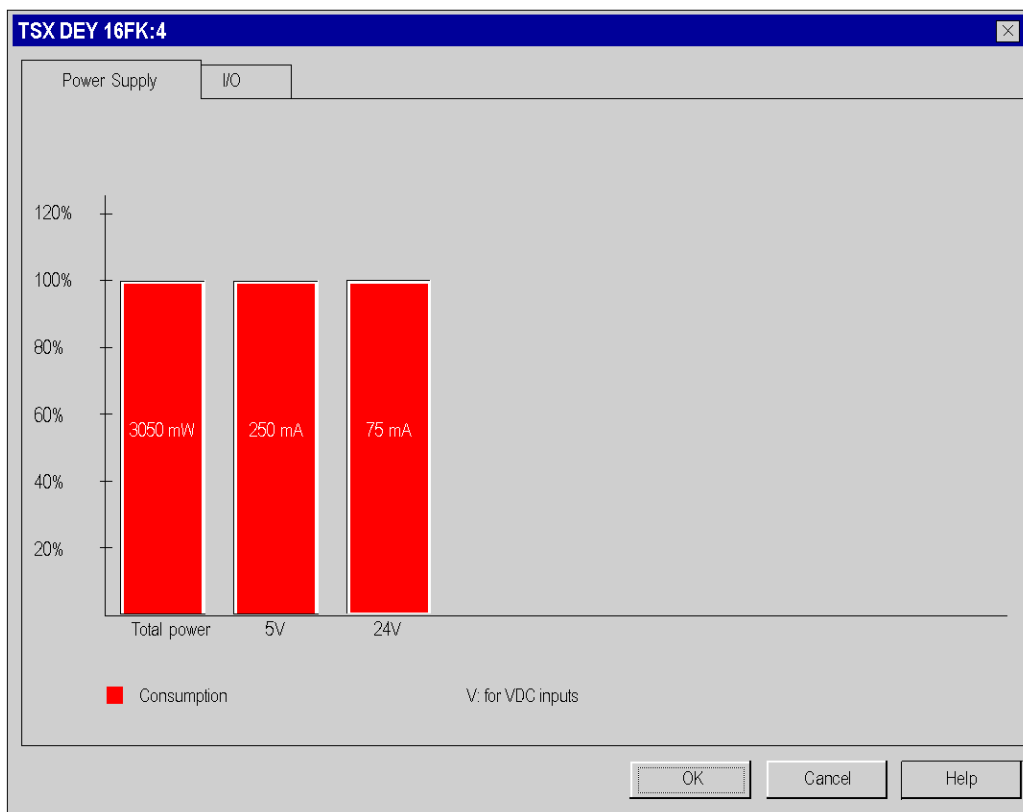 TSX DEY 16FK:4
Power Supply I/O
120%
100%
80%
60%
3050 mW 250 mA 75 mA
40%
20%
Total power 5V 24V
Consumption V: for VDC inputs
OK Cancel Help